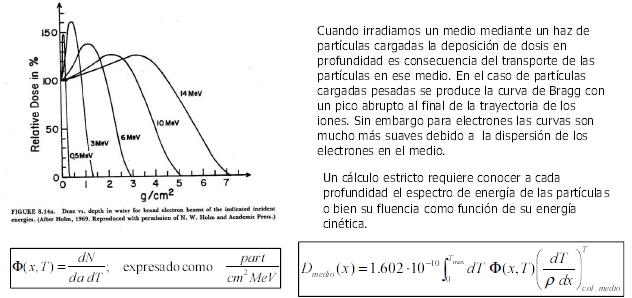 Relative Dose in %
150
100
50
0
0,5MeV
3MeV
6 MeV
10 MeV
14 MeV
0 1 2 3 4 5 6 7
g/cm²
FIGURE 8.14a. Dose vs. depth in water for broad electron beams of the indicated incident
energies. (After Holm, 1969. Reproduced with permission of N. W. Holm and Academic Press.)
Cuando irradiamos un medio mediante un haz de
partículas cargadas la deposición de dosis en
profundidad es consecuencia del transporte de las
partículas en ese medio. En el caso de partículas
cargadas pesadas se produce la curva de Bragg con
un pico abrupto al final de la trayectoria de los
iones. Sin embargo para electrones las curvas son
mucho más suaves debido a la dispersión de los
electrones en el medio.
Un cálculo estricto requiere conocer a cada
profundidad el espectro de energía de las partículas
o bien su fluencia como función de su energía
cinética.
Φ(x,T) = dN / da dT ; expresado como part / cm² MeV
D_medio (x) = 1.602·10⁻¹⁰ ∫₀^Tmax dT Φ(x,T) (dT / ρ dx)^T _col, medio